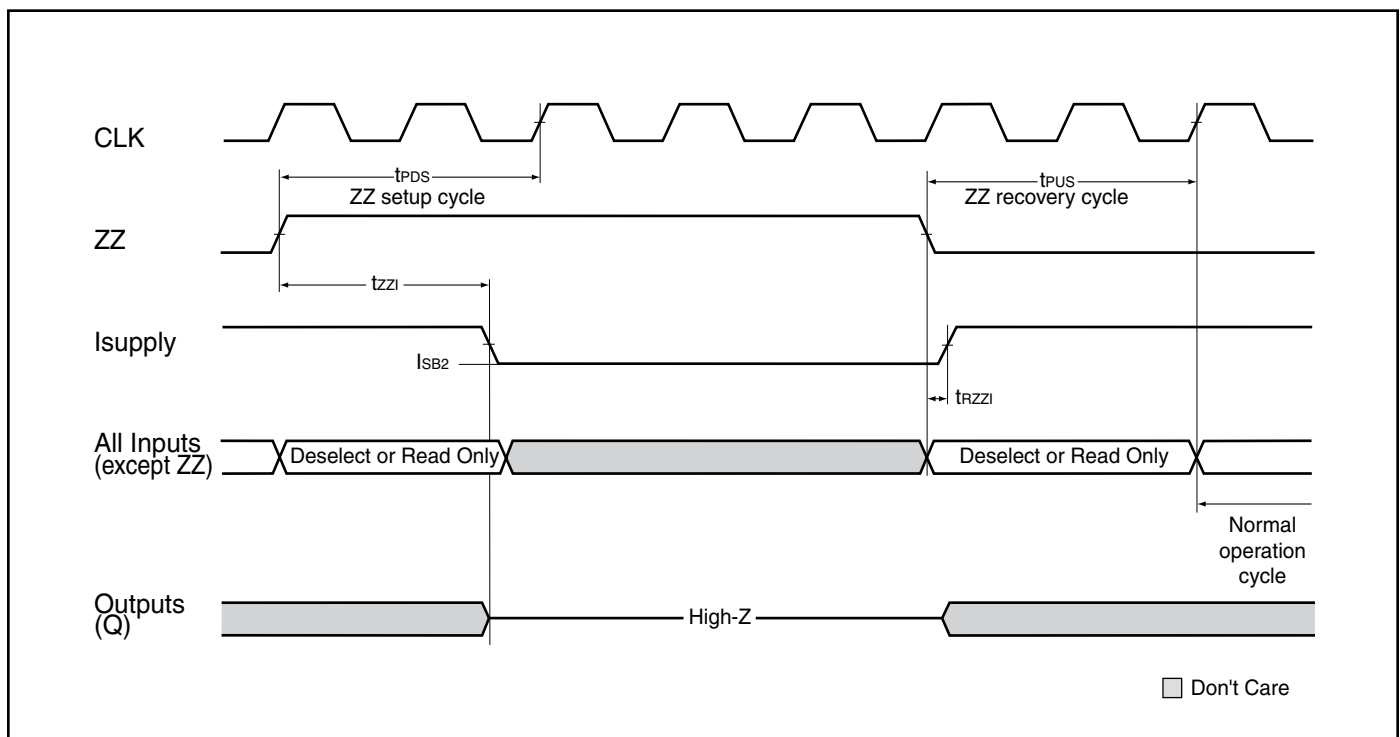 CLK
tPDS
ZZ setup cycle
tPUS
ZZ recovery cycle
ZZ
tZZI
Isupply
ISB2
tRZZI
All Inputs
(except ZZ)
Deselect or Read Only
Deselect or Read Only
Normal
operation
cycle
Outputs
(Q)
High-Z
Don't Care